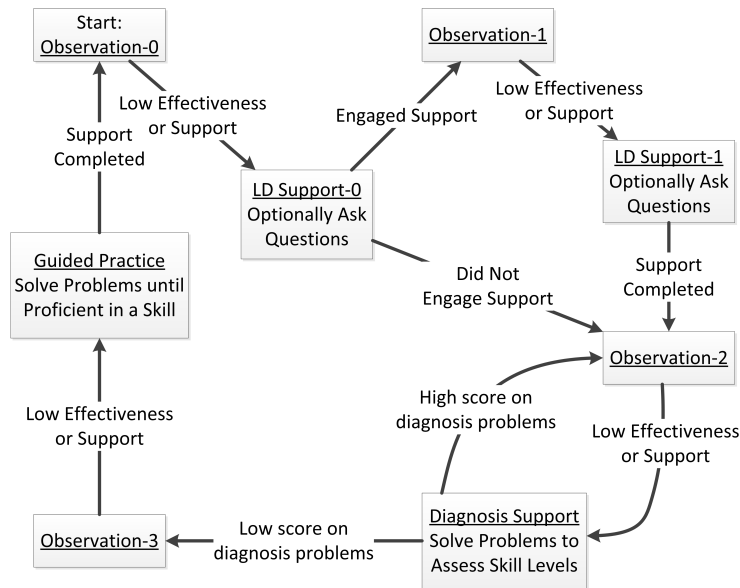 Start:
Observation-0
Observation-1
Low Effectiveness
or Support
Low Effectiveness
or Support
Engaged Support
Support
Completed
LD Support-0
Optionally Ask
Questions
LD Support-1
Optionally Ask
Questions
Guided Practice
Solve Problems until
Proficient in a Skill
Did Not
Engage Support
Support
Completed
Observation-2
High score on
diagnosis problems
Low Effectiveness
or Support
Low Effectiveness
or Support
Observation-3
Low score on
diagnosis problems
Diagnosis Support
Solve Problems to
Assess Skill Levels